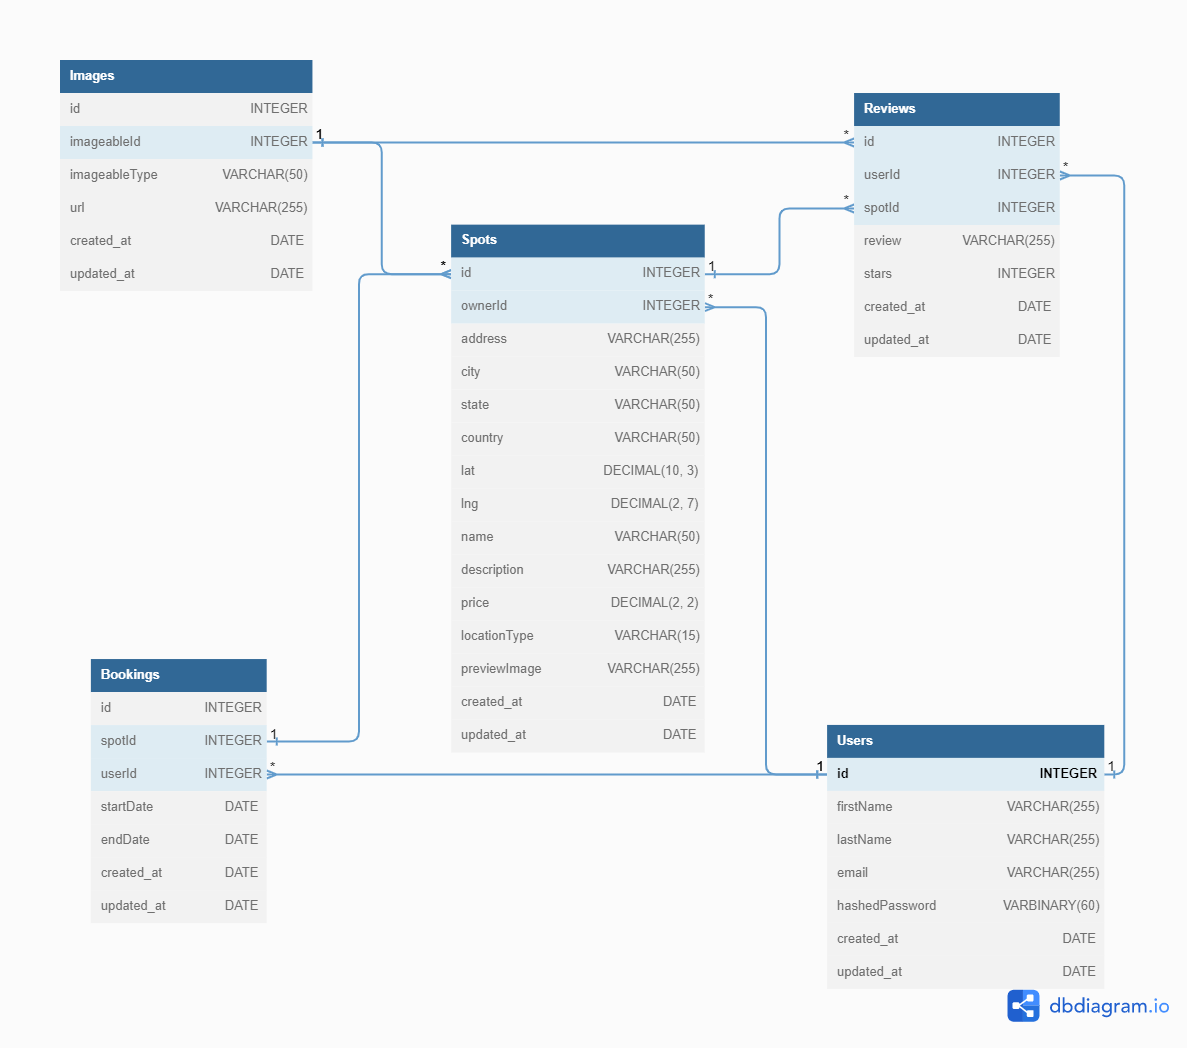 Images
id INTEGER
imageableId INTEGER 1
imageableType VARCHAR(50)
url VARCHAR(255)
created_at DATE
updated_at DATE
Reviews
* id INTEGER
userId INTEGER *
* spotId INTEGER
review VARCHAR(255)
stars INTEGER
created_at DATE
updated_at DATE
Spots
* id INTEGER 1
ownerId INTEGER *
address VARCHAR(255)
city VARCHAR(50)
state VARCHAR(50)
country VARCHAR(50)
lat DECIMAL(10, 3)
lng DECIMAL(2, 7)
name VARCHAR(50)
description VARCHAR(255)
price DECIMAL(2, 2)
locationType VARCHAR(15)
previewImage VARCHAR(255)
created_at DATE
updated_at DATE
Bookings
id INTEGER
spotId INTEGER 1
userId INTEGER *
startDate DATE
endDate DATE
created_at DATE
updated_at DATE
Users
1 id INTEGER 1
firstName VARCHAR(255)
lastName VARCHAR(255)
email VARCHAR(255)
hashedPassword VARBINARY(60)
created_at DATE
updated_at DATE
dbdiagram.io